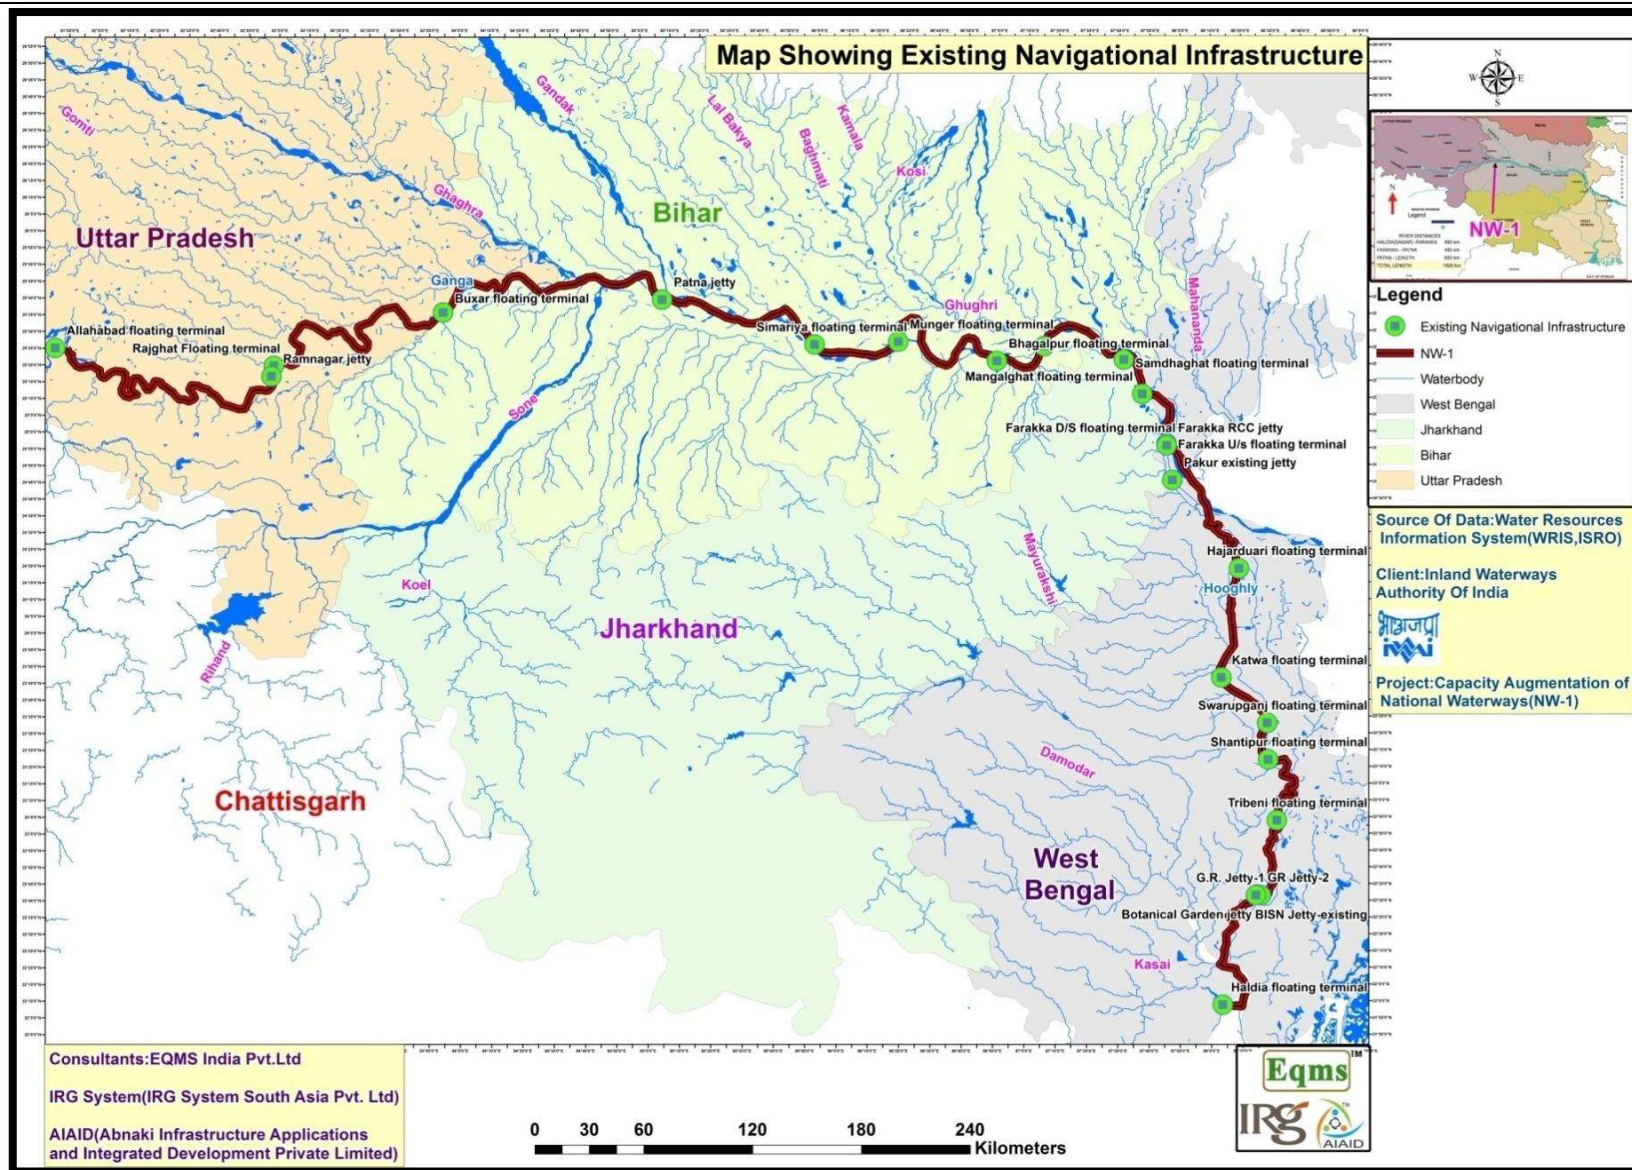 Map Showing Existing Navigational Infrastructure
N
W
E
S
Gomti
Gandak
Lal Bakya
Baghmati
Kamala
Kosi
Ghaghra
Uttar Pradesh
Bihar
Ganga
Buxar floating terminal
Patna jetty
Ghughri
Mahananda
Allahabad floating terminal
Rajghat Floating terminal
Ramnagar jetty
Simariya floating terminal
Munger floating terminal
Bhagalpur floating terminal
Samdhaghat floating terminal
Mangalghat floating terminal
Sone
Farakka D/S floating terminal
Farakka RCC jetty
Farakka U/s floating terminal
Pakur existing jetty
Hajarduari floating terminal
Hooghly
Koel
Mayurakshi
Rihand
Jharkhand
Katwa floating terminal
Swarupganj floating terminal
Shantipur floating terminal
Damodar
Chattisgarh
Tribeni floating terminal
West
Bengal
G.R. Jetty-1
GR Jetty-2
Botanical Garden jetty
BISN Jetty-existing
Kasai
Haldia floating terminal
N
Legend
NW-1
RIVER DISTANCES
TOTAL LENGTH
Legend
Existing Navigational Infrastructure
NW-1
Waterbody
West Bengal
Jharkhand
Bihar
Uttar Pradesh
Source Of Data:Water Resources
Information System(WRIS,ISRO)
Client:Inland Waterways
Authority Of India
Project:Capacity Augmentation of
National Waterways(NW-1)
Consultants:EQMS India Pvt.Ltd
IRG System(IRG System South Asia Pvt. Ltd)
AIAID(Abnaki Infrastructure Applications
and Integrated Development Private Limited)
0 30 60 120 180 240
Kilometers
Eqms TM
IRG
AIAID